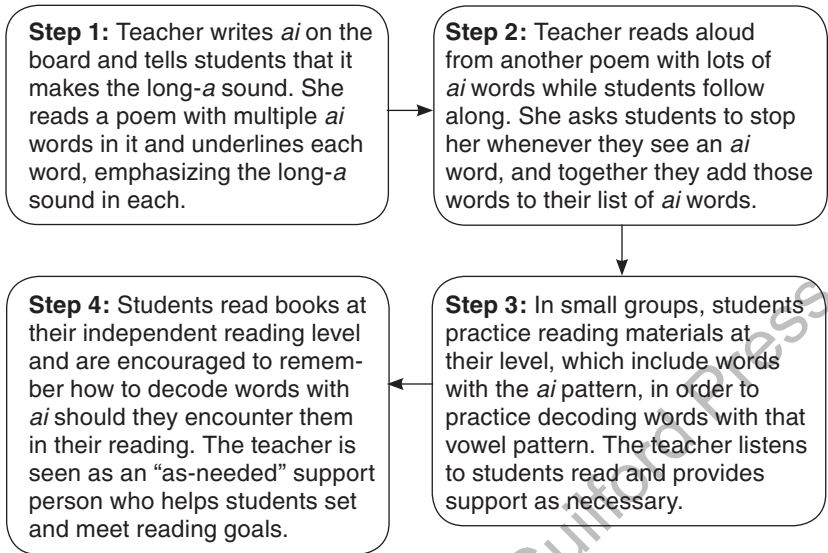 Step 1: Teacher writes ai on the
board and tells students that it
makes the long-a sound. She
reads a poem with multiple ai
words in it and underlines each
word, emphasizing the long-a
sound in each.
Step 2: Teacher reads aloud
from another poem with lots of
ai words while students follow
along. She asks students to stop
her whenever they see an ai
word, and together they add those
words to their list of ai words.
Step 3: In small groups, students
practice reading materials at
their level, which include words
with the ai pattern, in order to
practice decoding words with that
vowel pattern. The teacher listens
to students read and provides
support as necessary.
Step 4: Students read books at
their independent reading level
and are encouraged to remem-
ber how to decode words with
ai should they encounter them
in their reading. The teacher is
seen as an “as-needed” support
person who helps students set
and meet reading goals.
Guilford Press